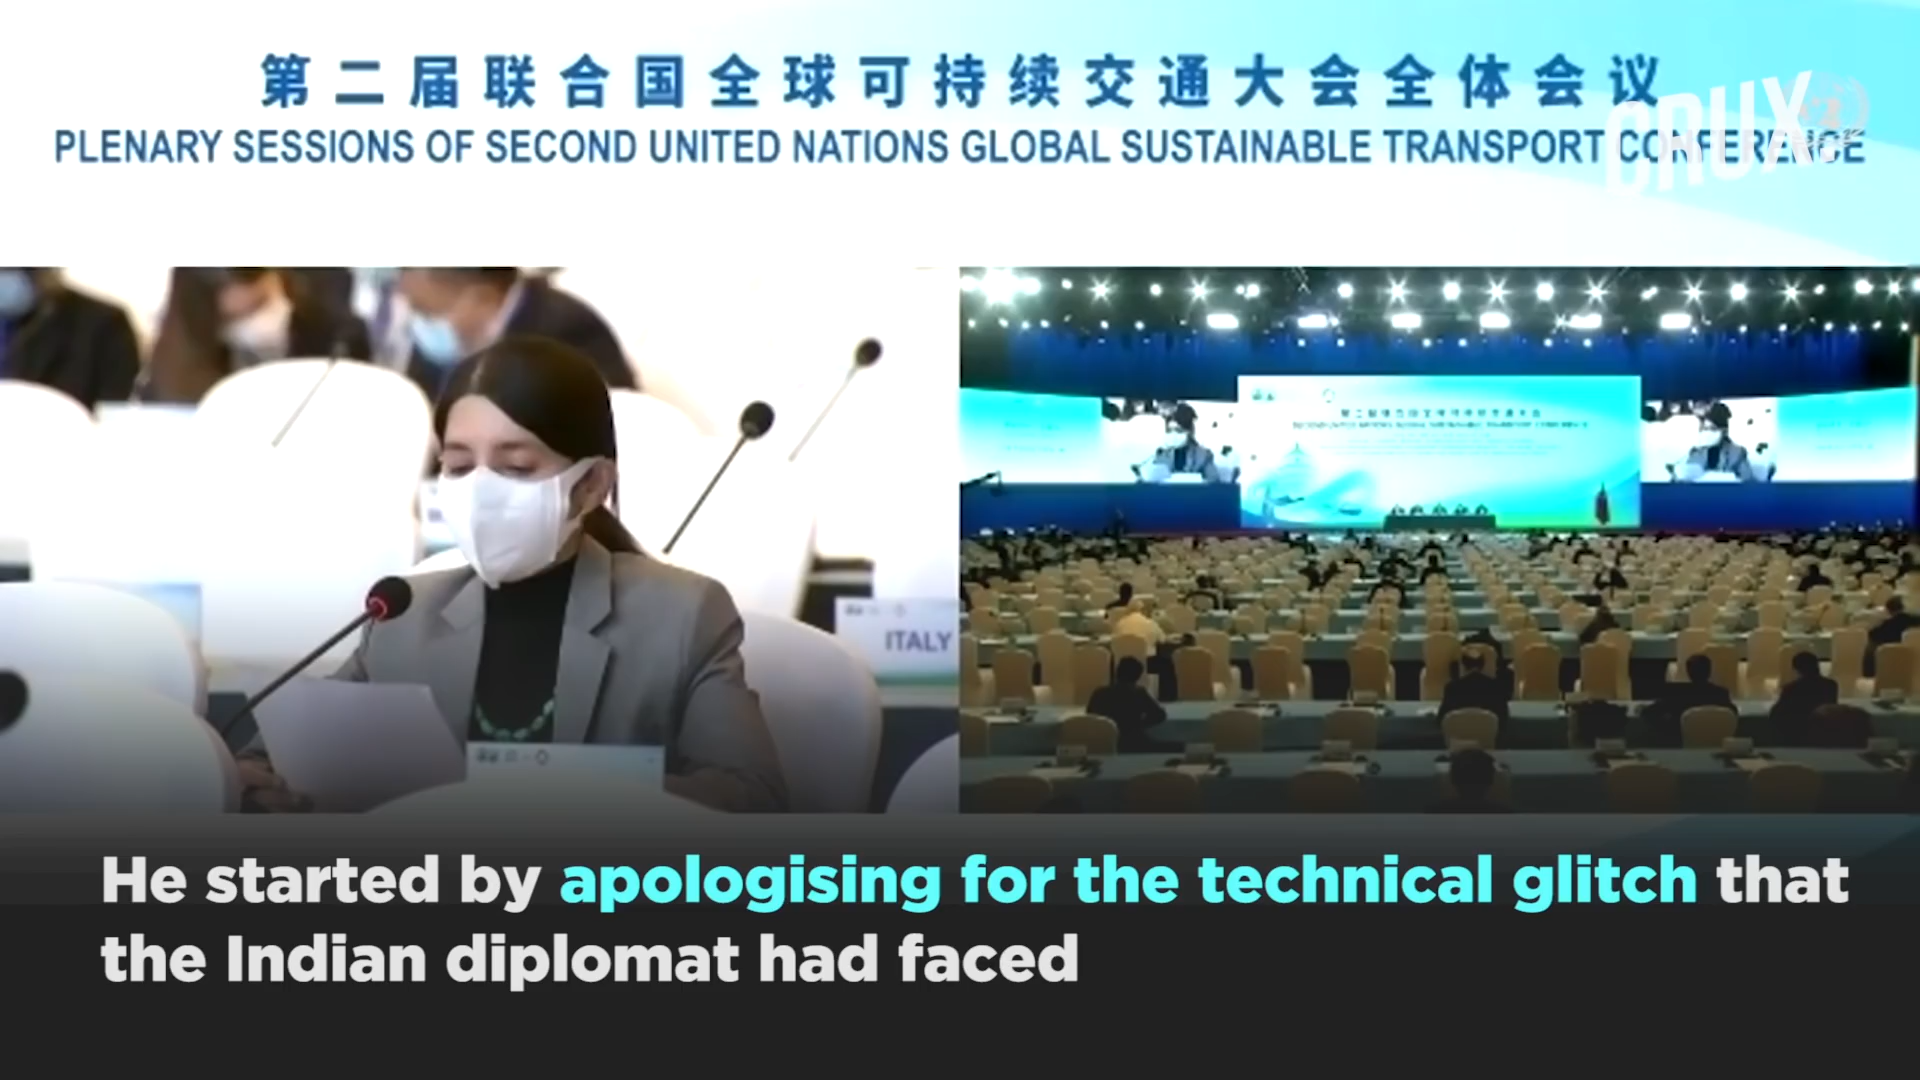 第二届联合国全球可持续交通大会全体会议
PLENARY SESSIONS OF SECOND UNITED NATIONS GLOBAL SUSTAINABLE TRANSPORT CONFERENCE
CRUX
ITALY
He started by apologising for the technical glitch that
the Indian diplomat had faced